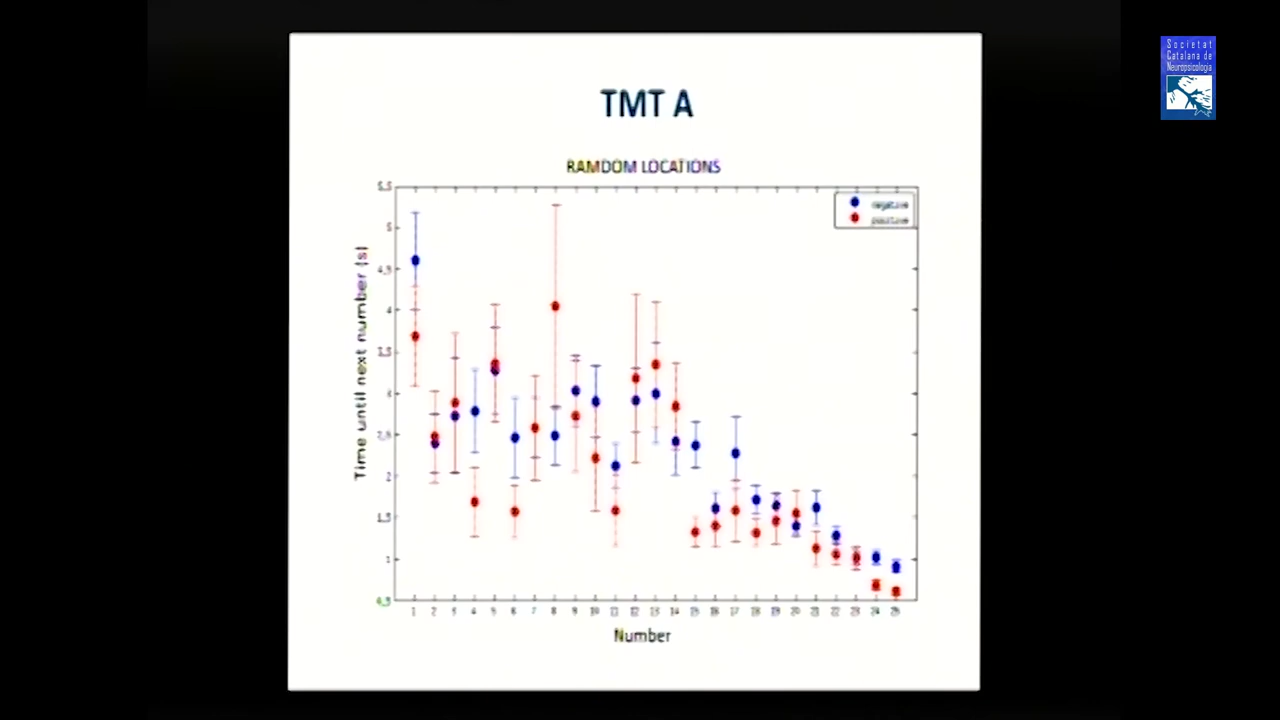 Societat
Catalana de
Neuropsicologia
TMT A
RAMDOM LOCATIONS
negative
positive
5,5
5
4,5
4
3,5
3
2,5
2
1,5
1
0,5
Time until next number (s)
1 2 3 4 5 6 7 8 9 10 11 12 13 14 15 16 17 18 19 20 21 22 23 24 25
Number